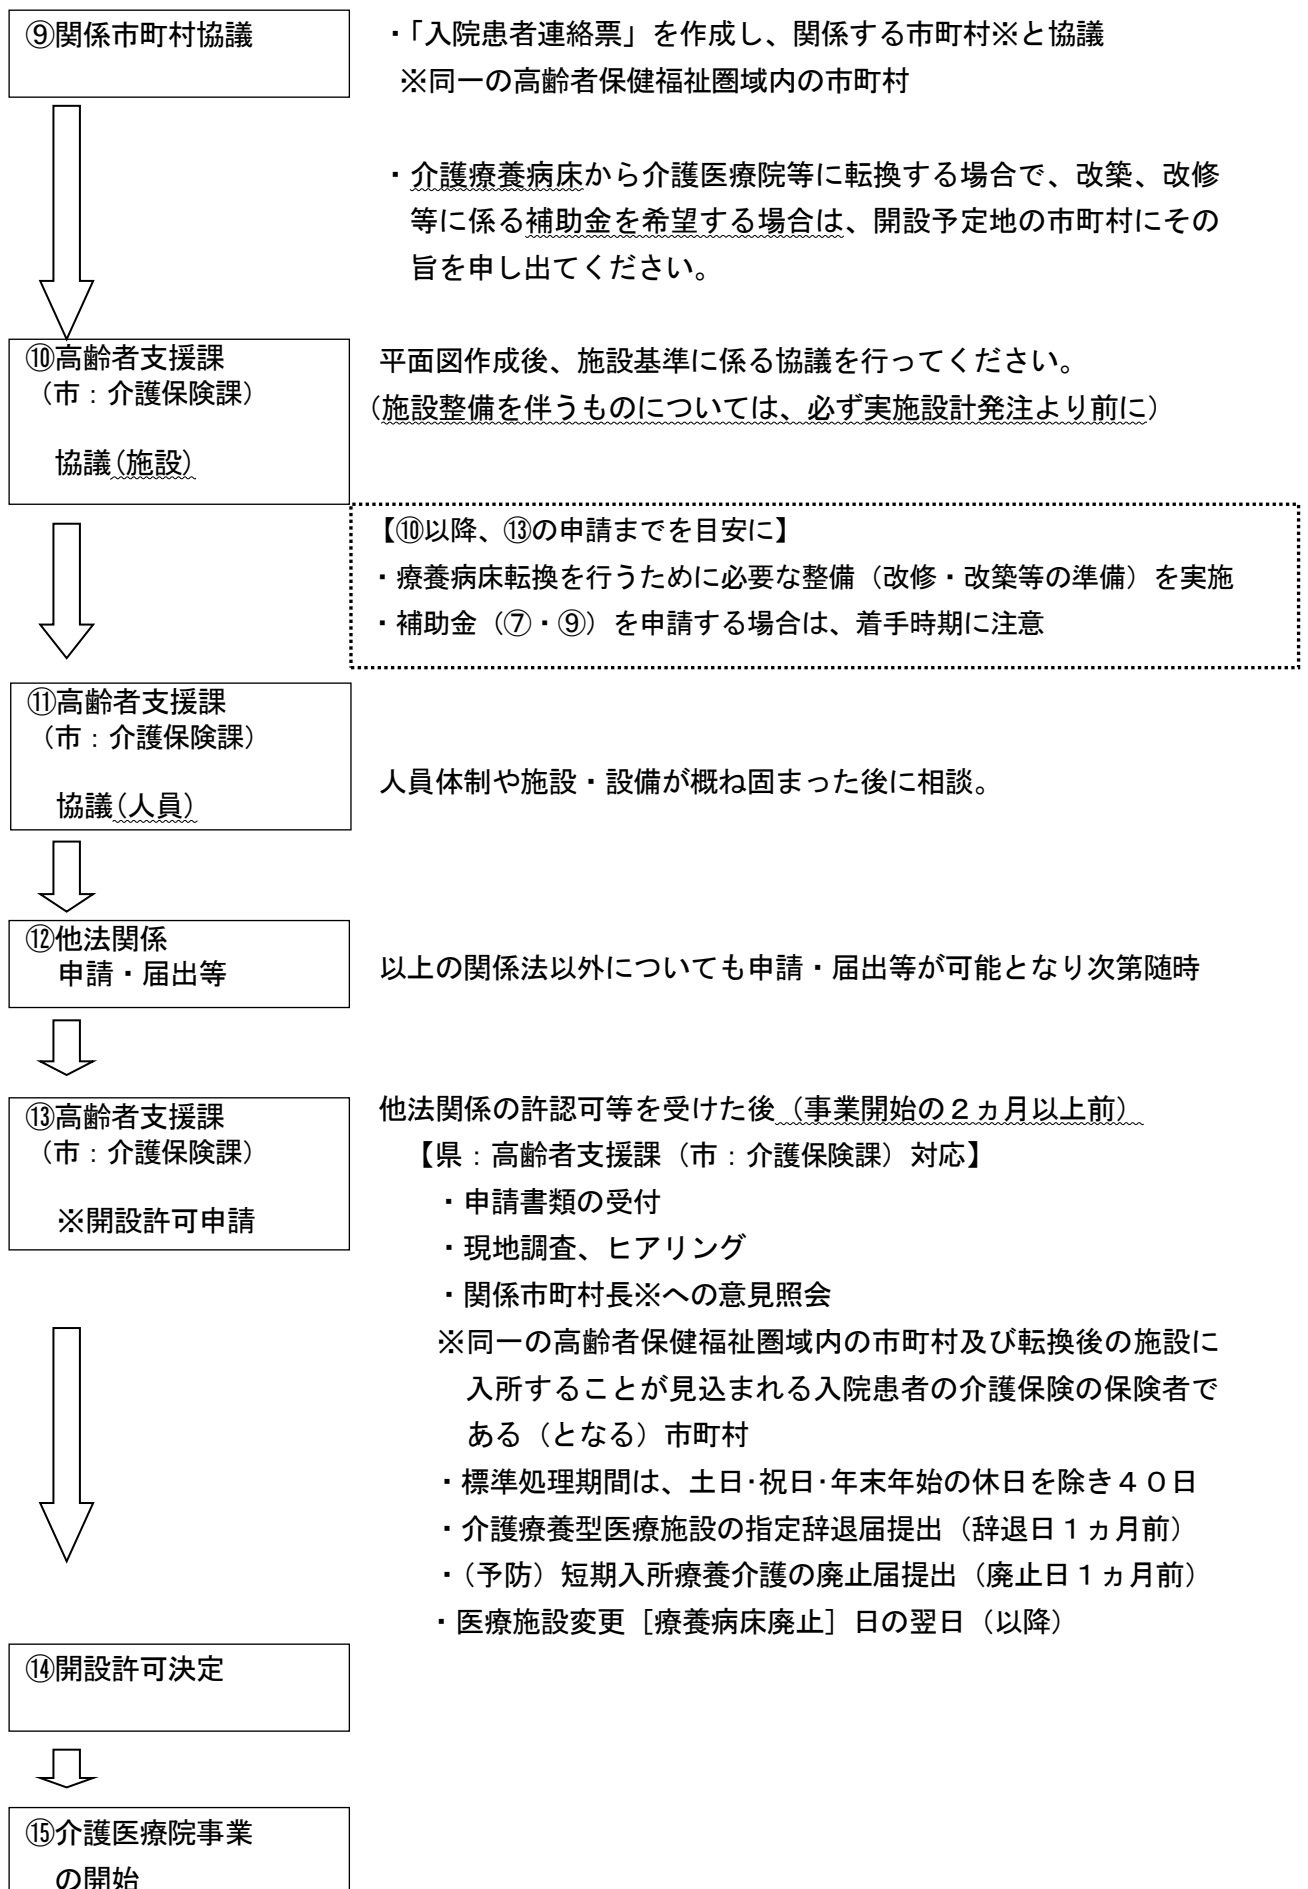 ⑨関係市町村協議
・「入院患者連絡票」を作成し、関係する市町村※と協議
※同一の高齢者保健福祉圏域内の市町村
・介護療養病床から介護医療院等に転換する場合で、改築、改修
等に係る補助金を希望する場合は、開設予定地の市町村にその
旨を申し出てください。
⑩高齢者支援課
（市：介護保険課）
協議(施設)
平面図作成後、施設基準に係る協議を行ってください。
（施設整備を伴うものについては、必ず実施設計発注より前に）
【⑩以降、⑬の申請までを目安に】
・療養病床転換を行うために必要な整備（改修・改築等の準備）を実施
・補助金（⑦・⑨）を申請する場合は、着手時期に注意
⑪高齢者支援課
（市：介護保険課）
協議(人員)
人員体制や施設・設備が概ね固まった後に相談。
⑫他法関係
申請・届出等
以上の関係法以外についても申請・届出等が可能となり次第随時
⑬高齢者支援課
（市：介護保険課）
※開設許可申請
他法関係の許認可等を受けた後（事業開始の２ヵ月以上前）
【県：高齢者支援課（市：介護保険課）対応】
・申請書類の受付
・現地調査、ヒアリング
・関係市町村長※への意見照会
※同一の高齢者保健福祉圏域内の市町村及び転換後の施設に
入所することが見込まれる入院患者の介護保険の保険者で
ある（となる）市町村
・標準処理期間は、土日･祝日･年末年始の休日を除き４０日
・介護療養型医療施設の指定辞退届提出（辞退日１ヵ月前）
・（予防）短期入所療養介護の廃止届提出（廃止日１ヵ月前）
・医療施設変更［療養病床廃止］日の翌日（以降）
⑭開設許可決定
⑮介護医療院事業
の開始